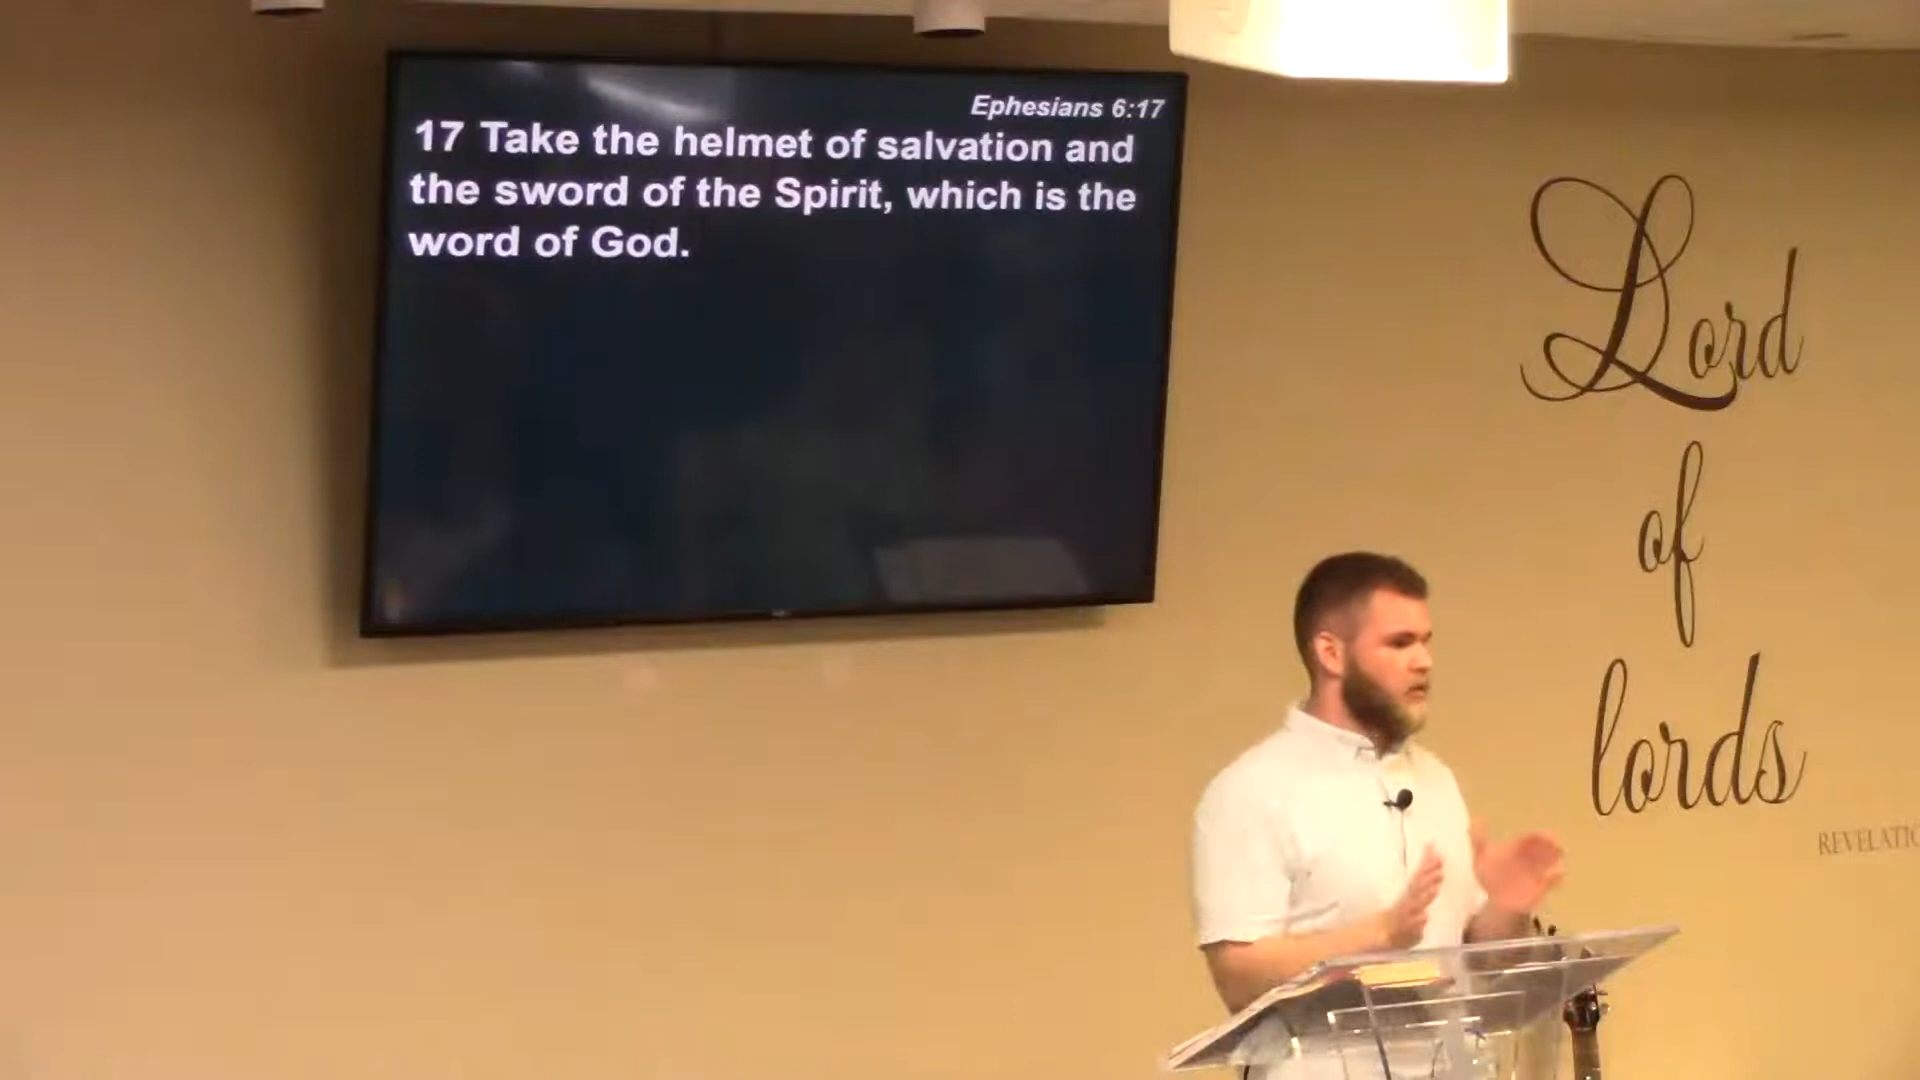 Ephesians 6:17
17 Take the helmet of salvation and
the sword of the Spirit, which is the
word of God.
Lord
of
lords